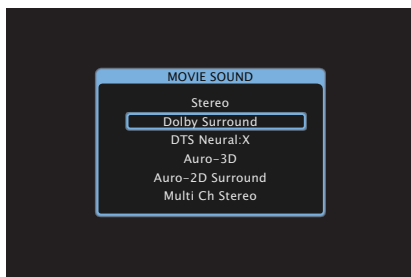 MOVIE SOUND
Stereo
Dolby Surround
DTS Neural:X
Auro-3D
Auro-2D Surround
Multi Ch Stereo